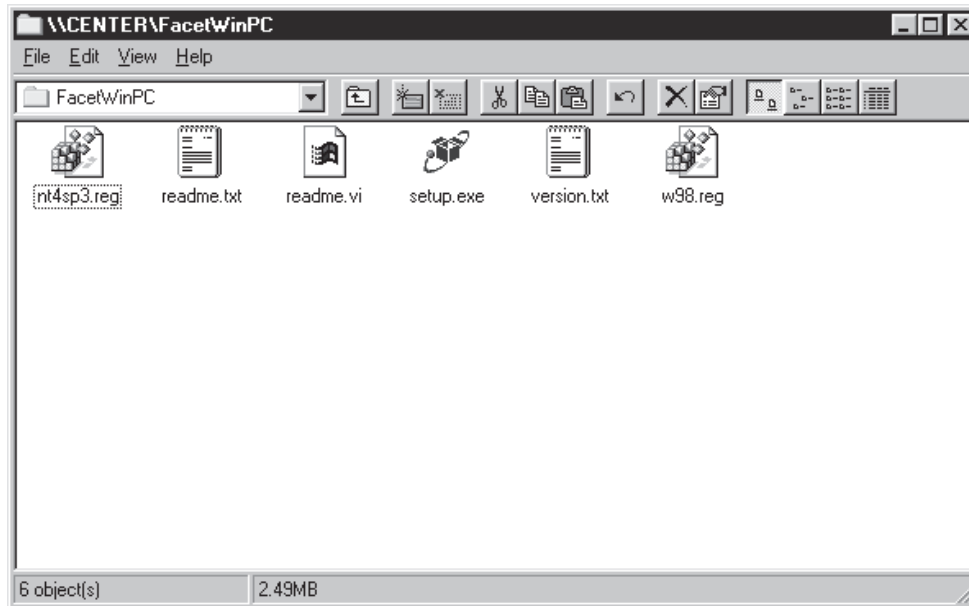 \\CENTER\FacetWinPC
File Edit View Help
FacetWinPC
nt4sp3.reg readme.txt readme.vi setup.exe version.txt w98.reg
6 object(s) 2.49MB